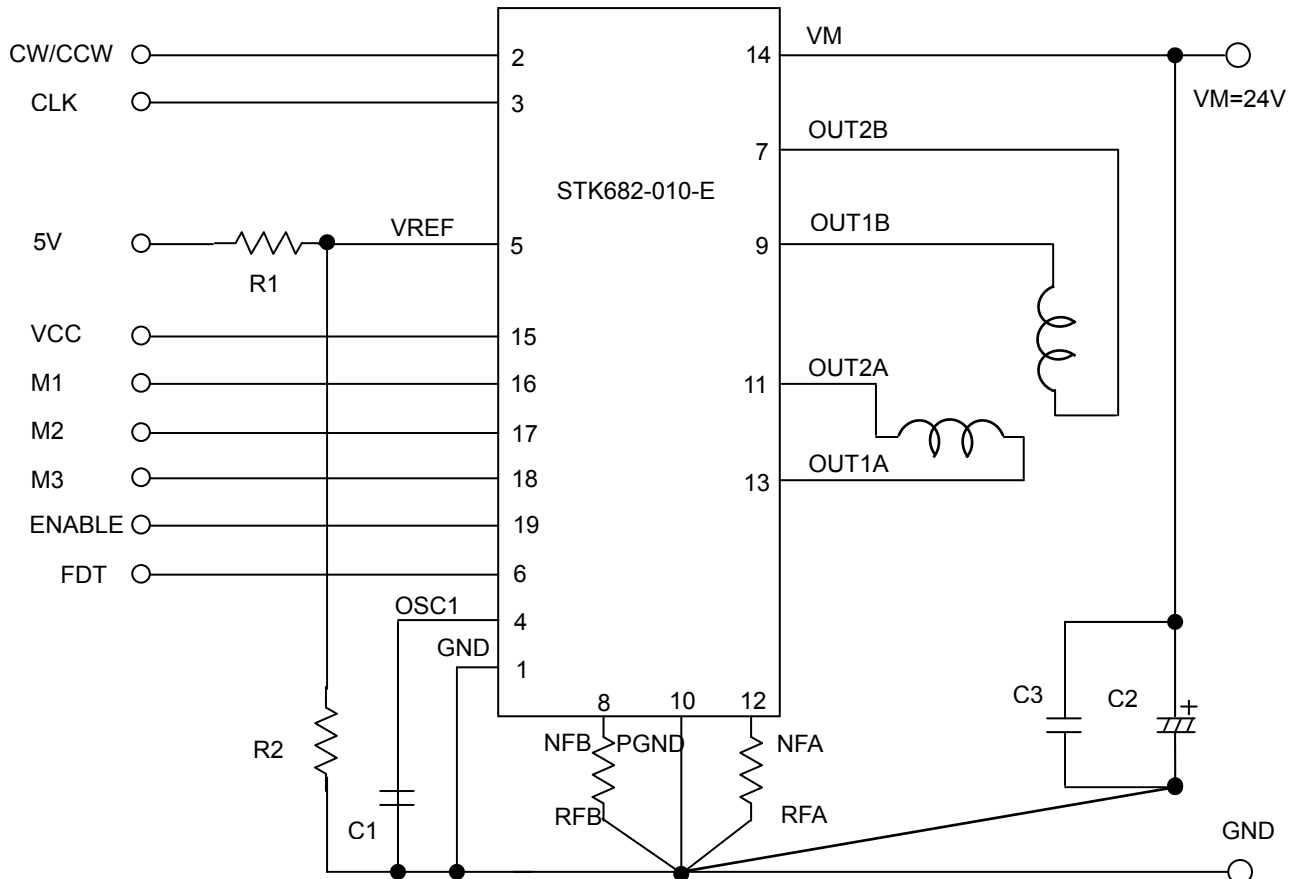 CW/CCW
2
14
VM
CLK
3
VM=24V
OUT2B
7
STK682-010-E
5V
R1
VREF
5
9
OUT1B
VCC
15
M1
16
11
OUT2A
M2
17
M3
18
13
OUT1A
ENABLE
19
FDT
6
OSC1
4
GND
1
8
10
12
C3
C2
+
R2
NFB
PGND
NFA
C1
RFB
RFA
GND